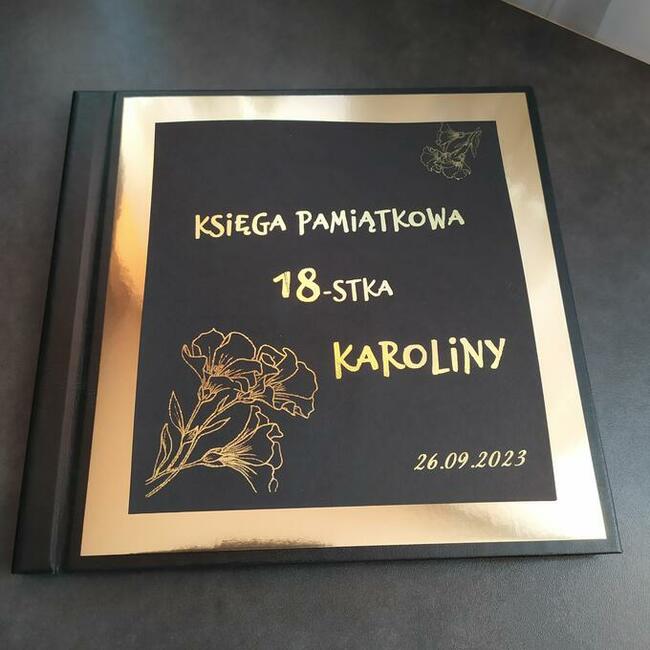 KSIĘGA PAMIĄTKOWA
18-STKA
KAROLINY
26.09.2023